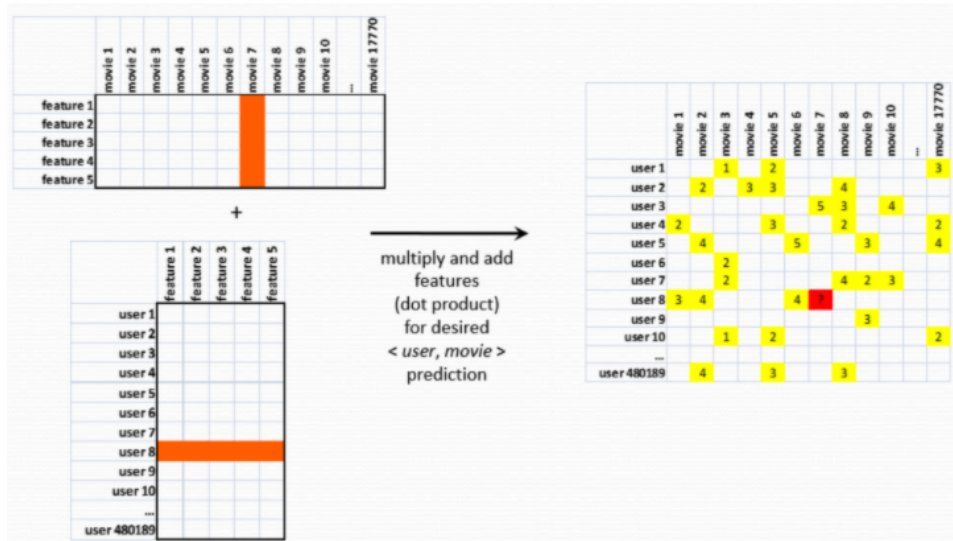 movie 1 movie 2 movie 3 movie 4 movie 5 movie 6 movie 7 movie 8 movie 9 movie 10 ... movie 17770
feature 1
feature 2
feature 3
feature 4
feature 5
+
feature 1 feature 2 feature 3 feature 4 feature 5
user 1
user 2
user 3
user 4
user 5
user 6
user 7
user 8
user 9
user 10
...
user 480189
multiply and add
features
(dot product)
for desired
< user, movie >
prediction
movie 1 movie 2 movie 3 movie 4 movie 5 movie 6 movie 7 movie 8 movie 9 movie 10 ... movie 17770
user 1 1 2 3
user 2 2 3 3 4
user 3 5 3 4
user 4 2 3 2 2
user 5 4 5 3 4
user 6 2
user 7 2 4 2 3
user 8 3 4 4 ?
user 9 3
user 10 1 2 2
...
user 480189 4 3 3